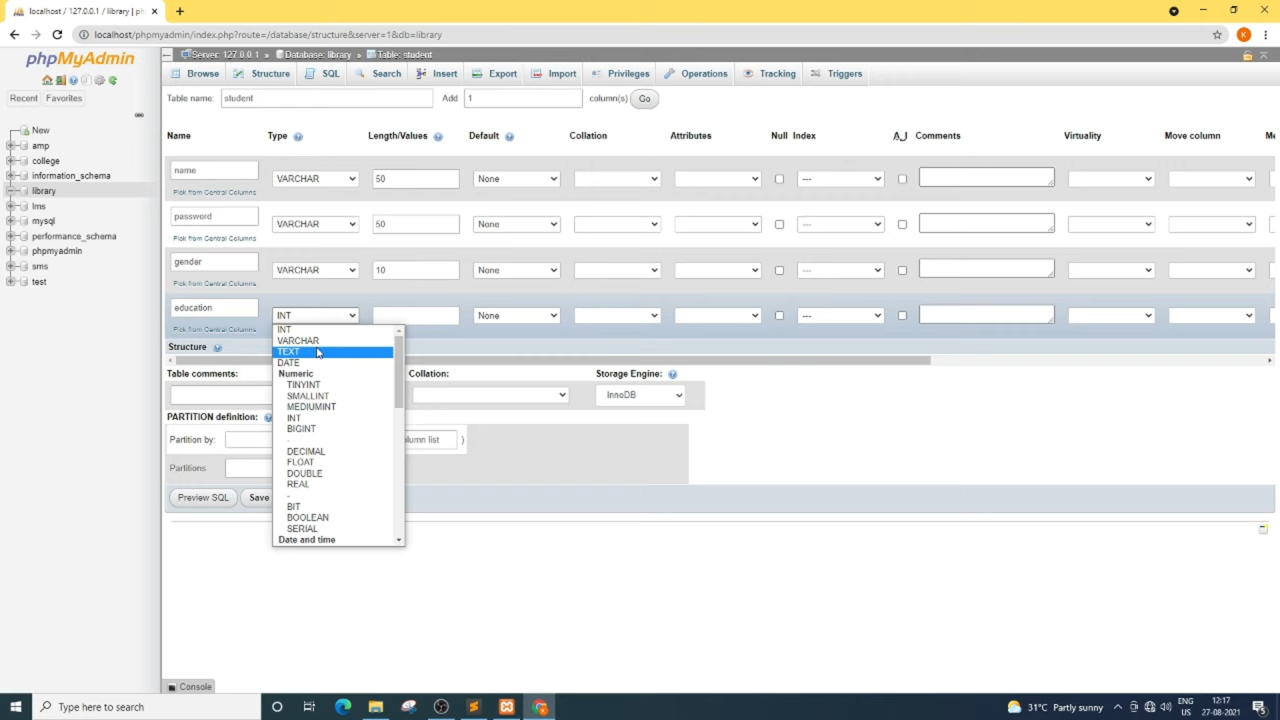 localhost / 127.0.0.1 / library | ph
localhost/phpmyadmin/index.php?route=/database/structure&server=1&db=library
K
phpMyAdmin
Recent Favorites
New
amp
college
information_schema
library
lms
mysql
performance_schema
phpmyadmin
sms
test
Server: 127.0.0.1 » Database: library » Table: student
Browse Structure SQL Search Insert Export Import Privileges Operations Tracking Triggers
Table name: student Add 1 column(s) Go
Name Type Length/Values Default Collation Attributes Null Index A_I Comments Virtuality Move column
name VARCHAR 50 None ---
Pick from Central Columns
password VARCHAR 50 None ---
Pick from Central Columns
gender VARCHAR 10 None ---
Pick from Central Columns
education INT None ---
Pick from Central Columns
INT
VARCHAR
TEXT
DATE
Numeric
TINYINT
SMALLINT
MEDIUMINT
INT
BIGINT
-
DECIMAL
FLOAT
DOUBLE
REAL
-
BIT
BOOLEAN
SERIAL
Date and time
Structure
Table comments: Collation: Storage Engine:
InnoDB
PARTITION definition:
Partition by: olumn list )
Partitions
Preview SQL Save
Console
Type here to search
31°C Partly sunny
ENG
US
12:17
27-08-2021
5